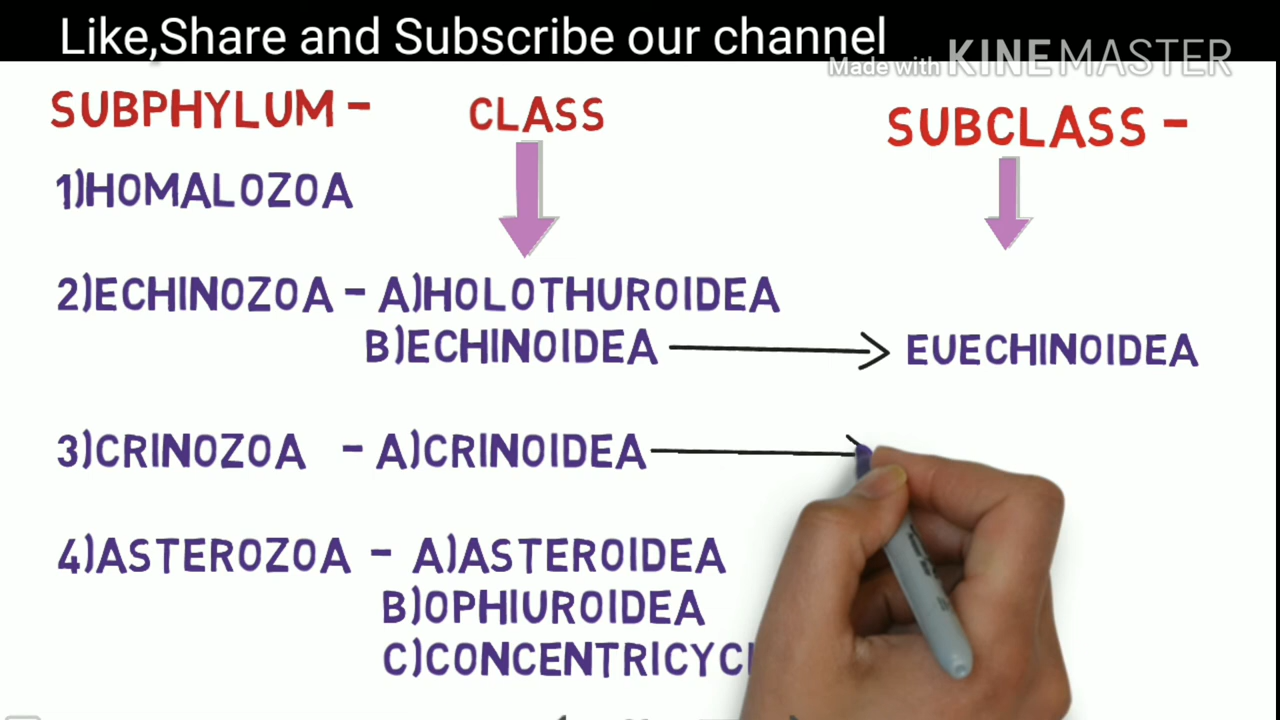 Like,Share and Subscribe our channel
Made with KINEMASTER
SUBPHYLUM - CLASS SUBCLASS -
1)HOMALOZOA
2)ECHINOZOA - A)HOLOTHUROIDEA
B)ECHINOIDEA EUECHINOIDEA
3)CRINOZOA - A)CRINOIDEA
4)ASTEROZOA - A)ASTEROIDEA
B)OPHIUROIDEA